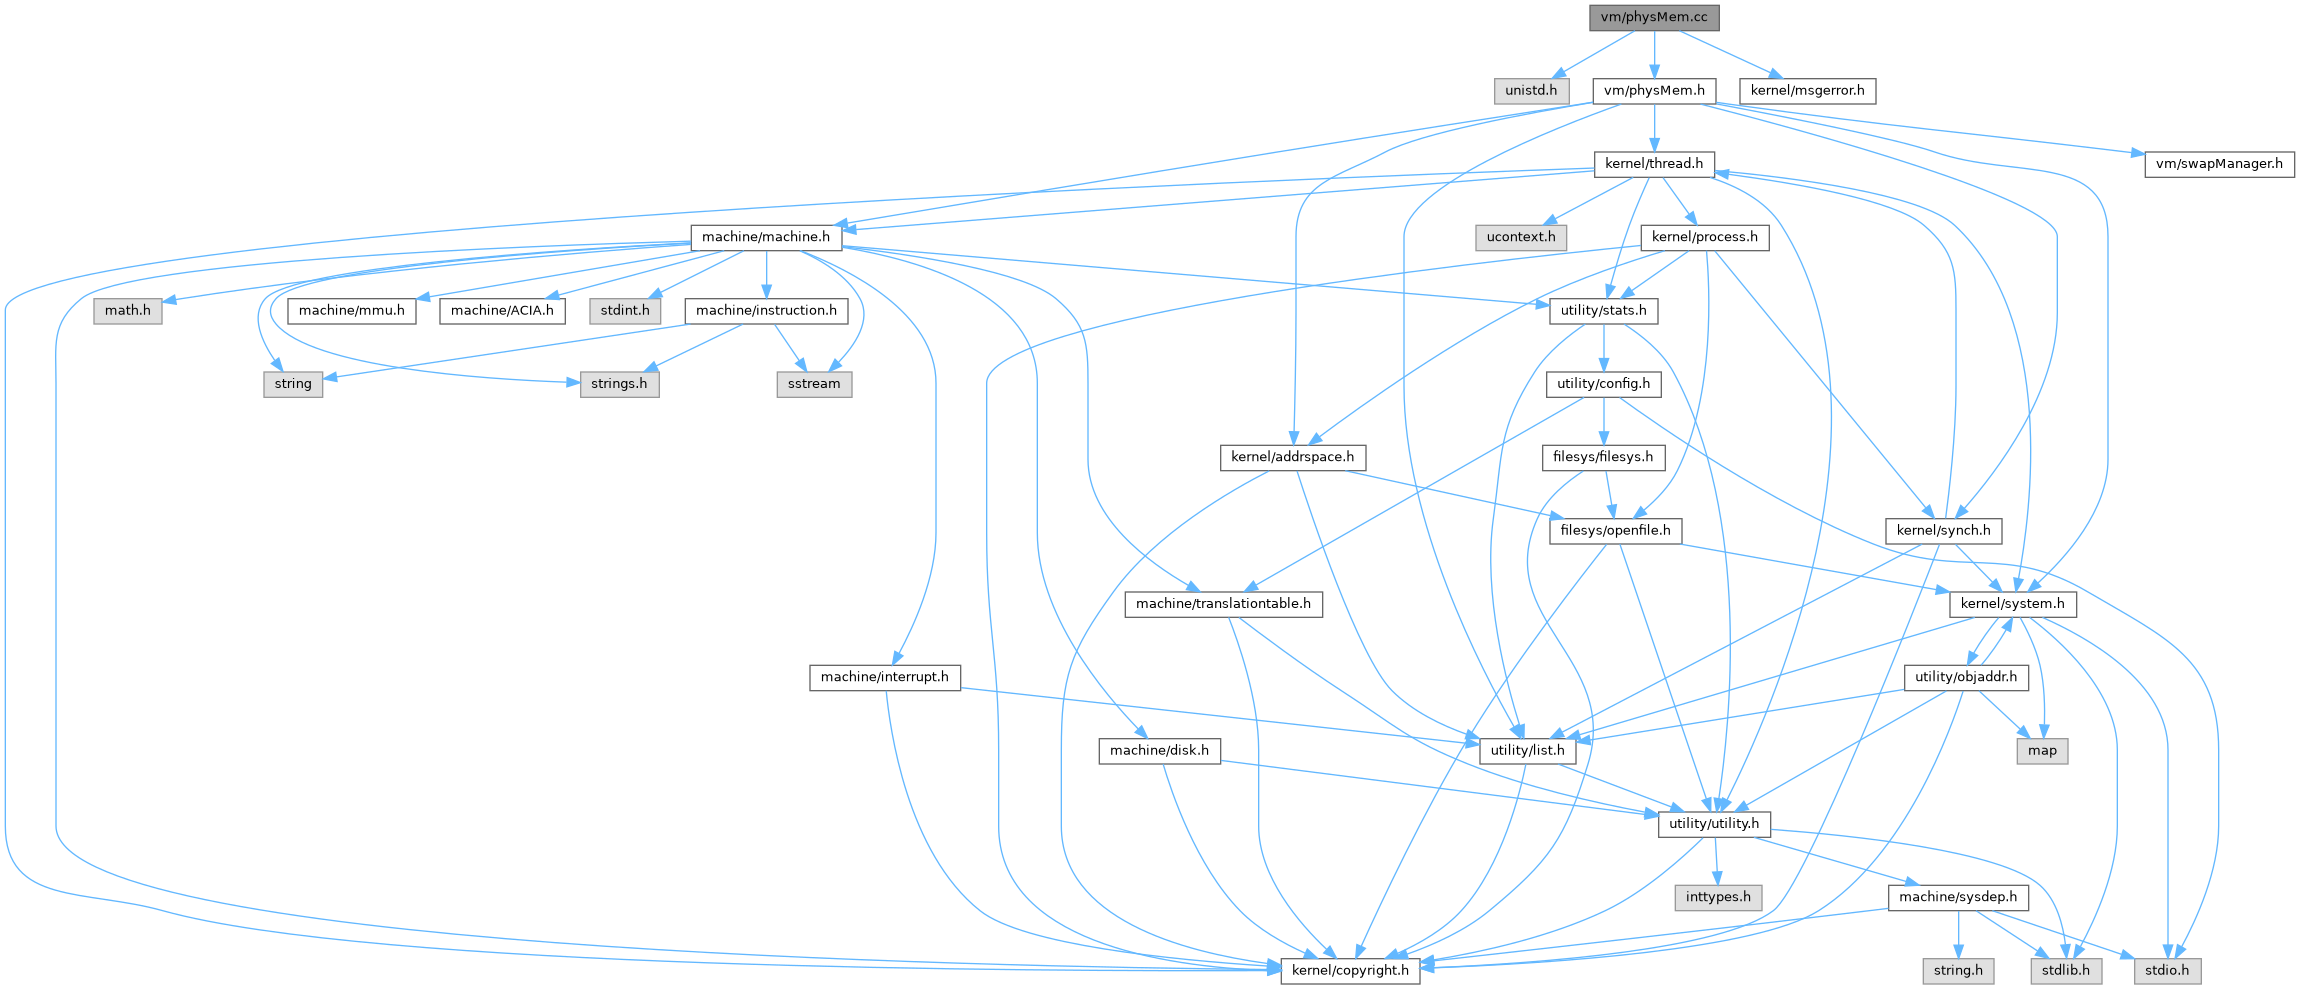 vm/physMem.cc
unistd.h
vm/physMem.h
kernel/msgerror.h
kernel/thread.h
vm/swapManager.h
machine/machine.h
ucontext.h
kernel/process.h
math.h
machine/mmu.h
machine/ACIA.h
stdint.h
machine/instruction.h
utility/stats.h
string
strings.h
sstream
utility/config.h
kernel/addrspace.h
filesys/filesys.h
filesys/openfile.h
kernel/synch.h
machine/translationtable.h
kernel/system.h
machine/interrupt.h
utility/objaddr.h
machine/disk.h
utility/list.h
map
utility/utility.h
inttypes.h
machine/sysdep.h
kernel/copyright.h
string.h
stdlib.h
stdio.h